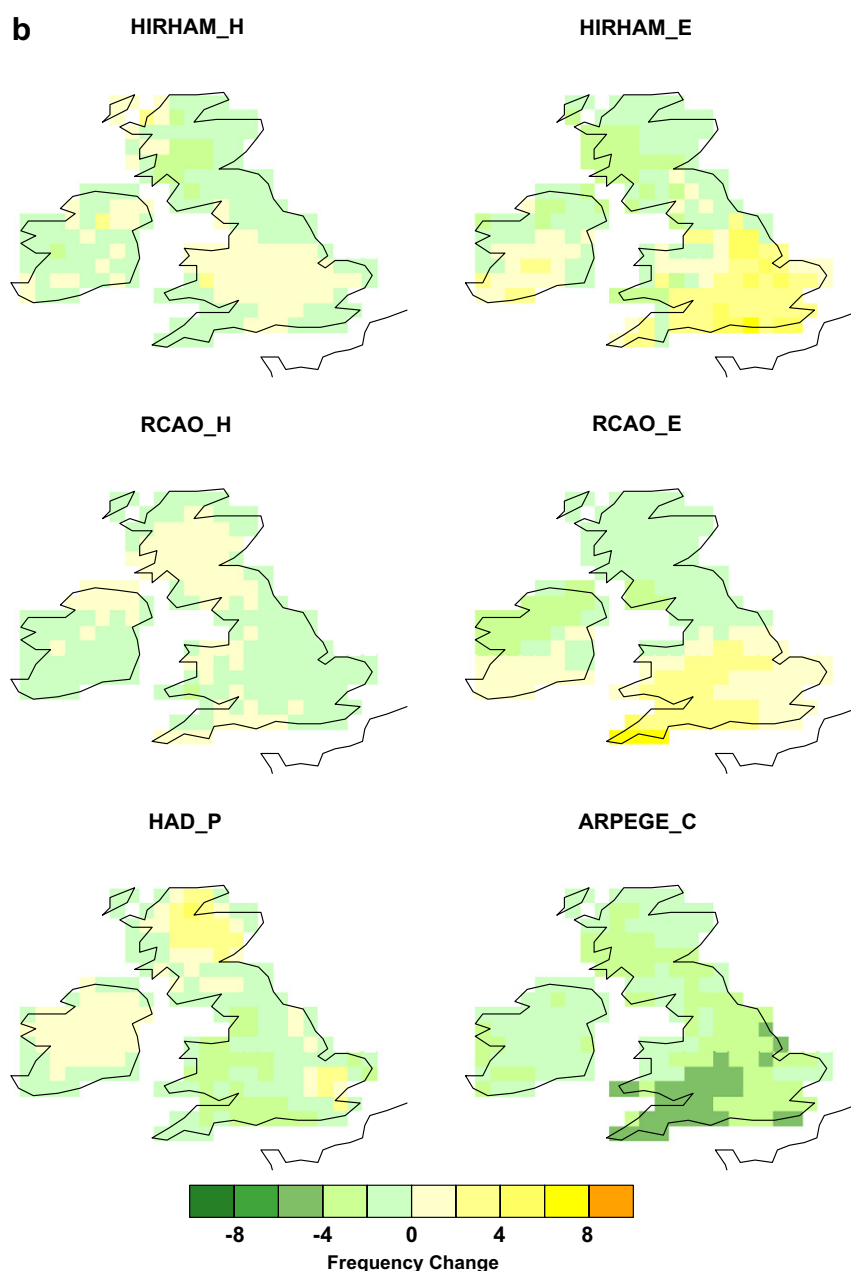 b
HIRHAM_H HIRHAM_E
RCAO_H RCAO_E
HAD_P ARPEGE_C
-8 -4 0 4 8
Frequency Change